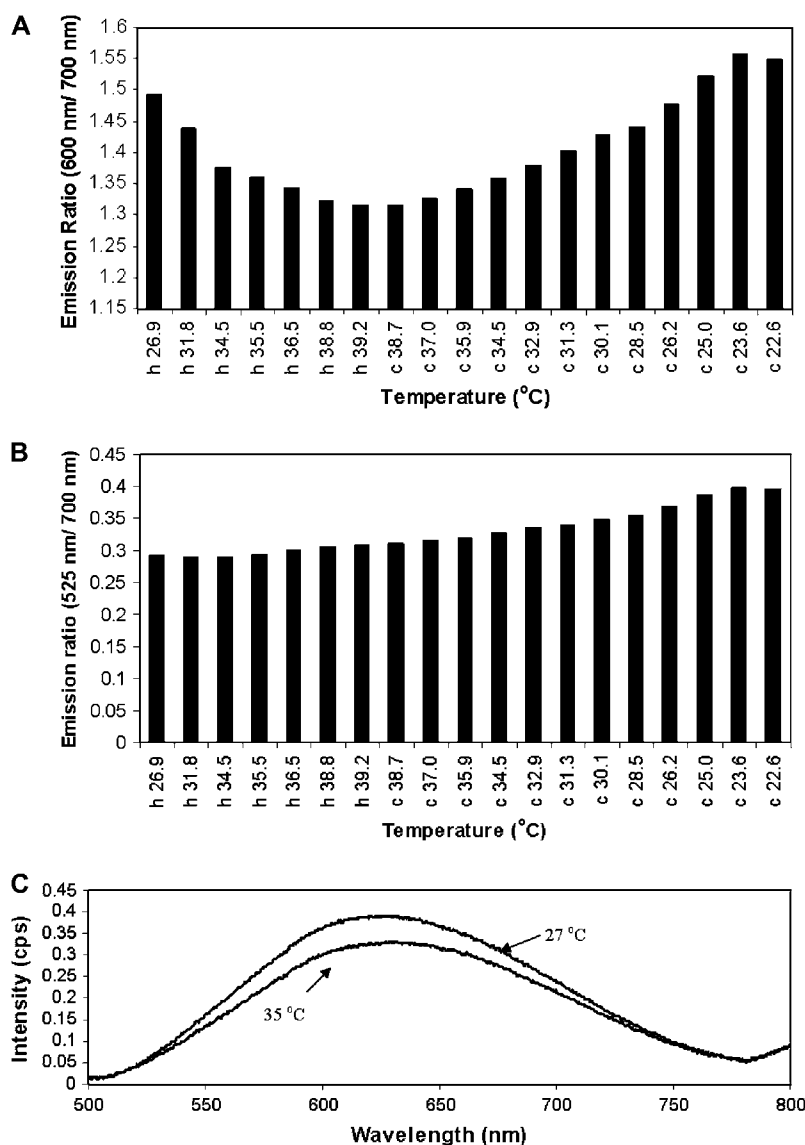 A
Emission Ratio (600 nm/ 700 nm)
1.6
1.55
1.5
1.45
1.4
1.35
1.3
1.25
1.2
1.15
h 26.9
h 31.8
h 34.5
h 35.5
h 36.5
h 38.8
h 39.2
c 38.7
c 37.0
c 35.9
c 34.5
c 32.9
c 31.3
c 30.1
c 28.5
c 26.2
c 25.0
c 23.6
c 22.6
Temperature (°C)
B
Emission ratio (525 nm/ 700 nm)
0.45
0.4
0.35
0.3
0.25
0.2
0.15
0.1
0.05
0
h 26.9
h 31.8
h 34.5
h 35.5
h 36.5
h 38.8
h 39.2
c 38.7
c 37.0
c 35.9
c 34.5
c 32.9
c 31.3
c 30.1
c 28.5
c 26.2
c 25.0
c 23.6
c 22.6
Temperature (°C)
C
Intensity (cps)
0.45
0.4
0.3
0.2
0.1
0.05
0
27 °C
35 °C
500
550
600
650
700
750
800
Wavelength (nm)